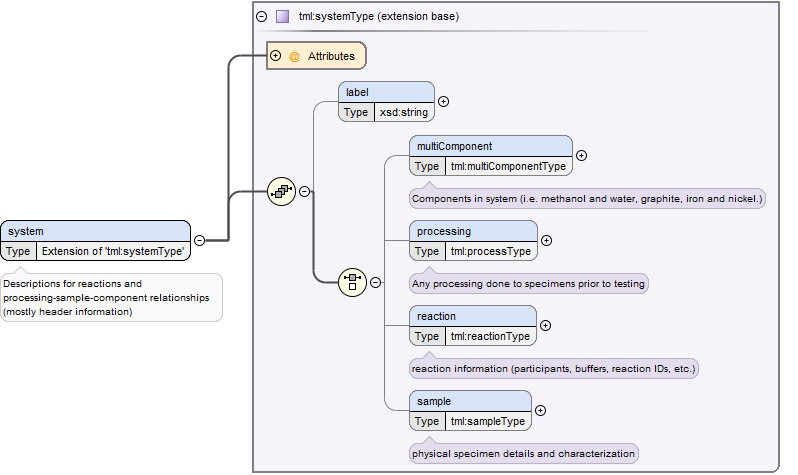 tml:systemType (extension base)
@ Attributes
label
Type xsd:string
multiComponent
Type tml:multiComponentType
Components in system (i.e. methanol and water, graphite, iron and nickel.)
system
Type Extension of 'tml:systemType'
Descriptions for reactions and
processing-sample-component relationships
(mostly header information)
processing
Type tml:processType
Any processing done to specimens prior to testing
reaction
Type tml:reactionType
reaction information (participants, buffers, reaction IDs, etc.)
sample
Type tml:sampleType
physical specimen details and characterization